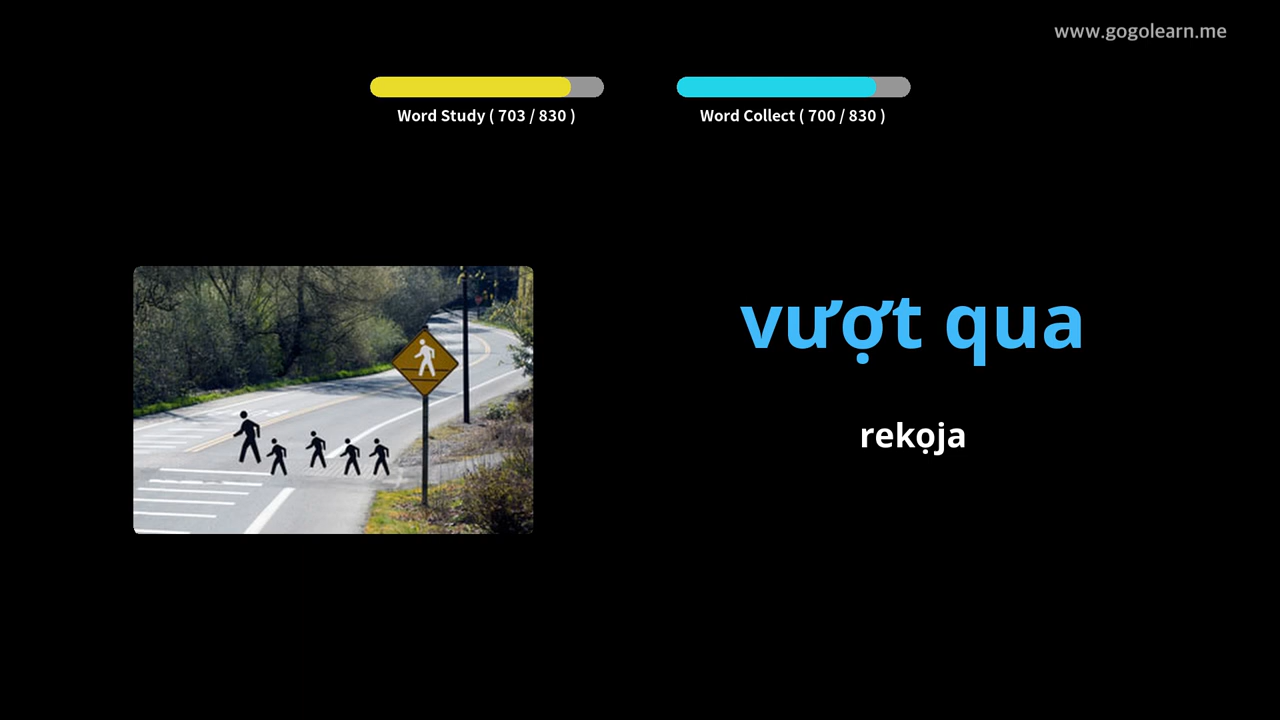 www.gogolearn.me
Word Study ( 703 / 830 )
Word Collect ( 700 / 830 )
vượt qua
rekọja